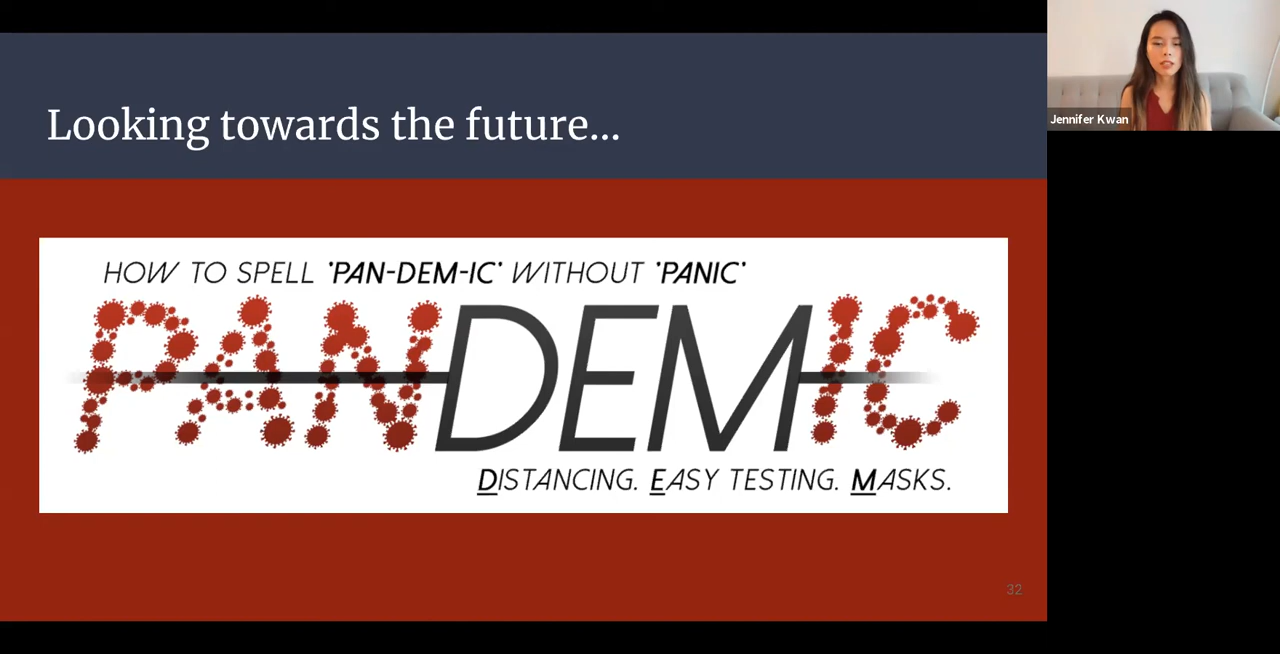 Looking towards the future...
Jennifer Kwan
HOW TO SPELL 'PAN-DEM-IC' WITHOUT 'PANIC'
PANDEMIC
DISTANCING. EASY TESTING. MASKS.
32